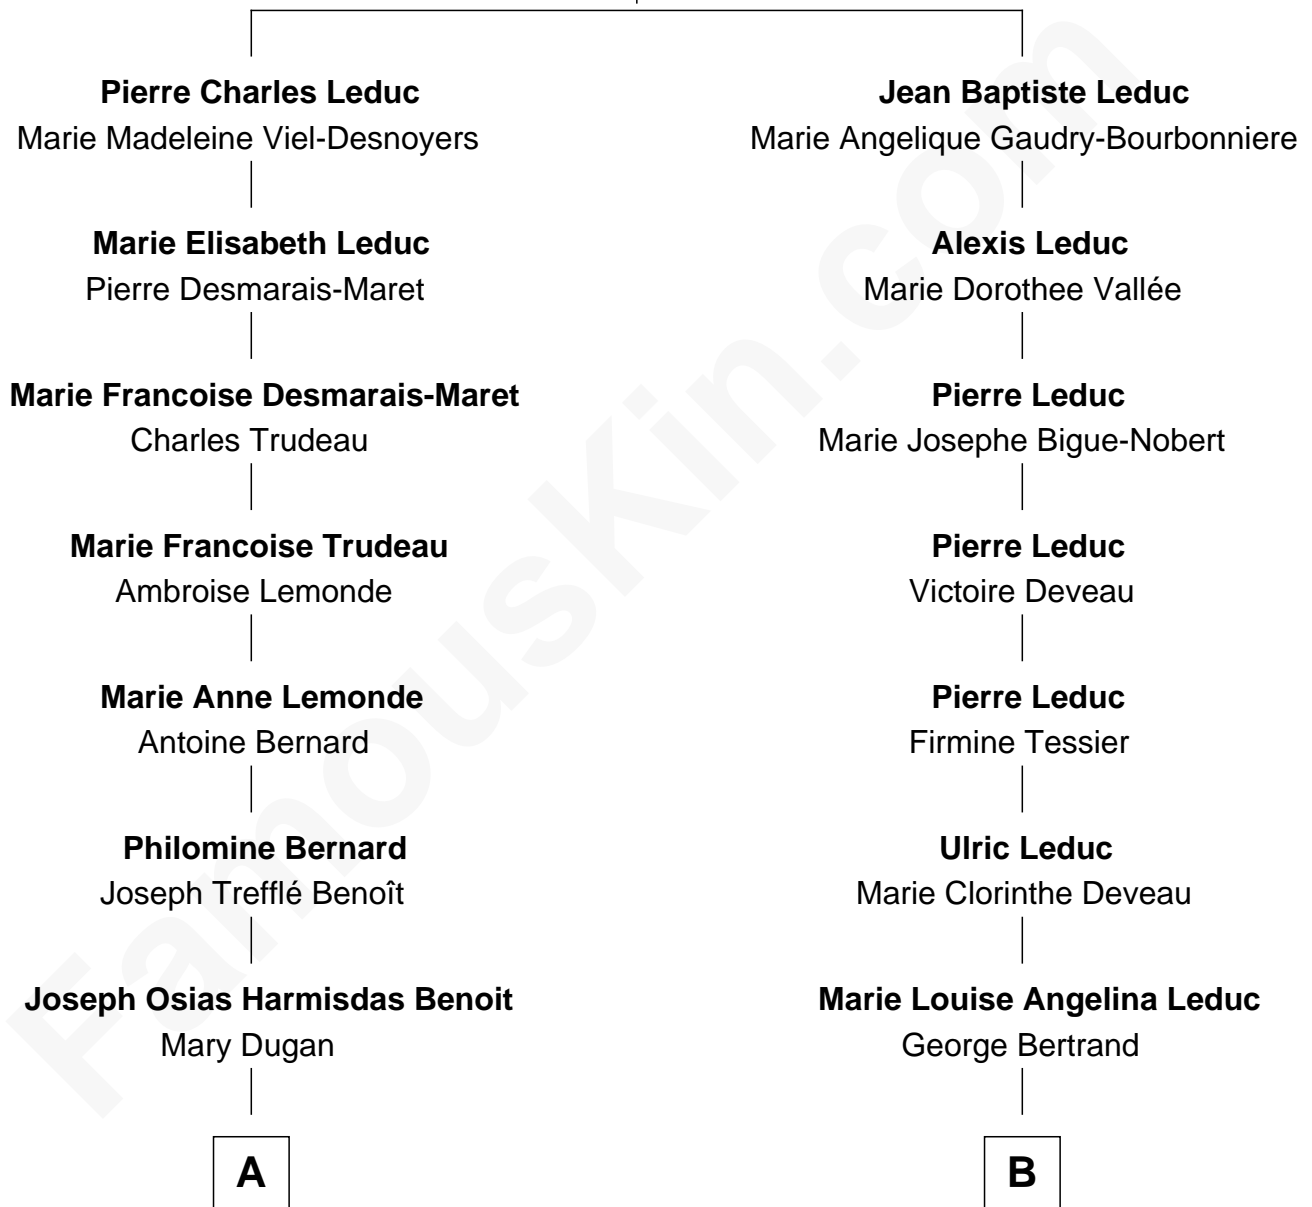 Pierre Charles Leduc
Marie Madeleine Viel-Desnoyers
Marie Elisabeth Leduc
Pierre Desmarais-Maret
Marie Francoise Desmarais-Maret
Charles Trudeau
Marie Francoise Trudeau
Ambroise Lemonde
Marie Anne Lemonde
Antoine Bernard
Philomine Bernard
Joseph Trefflé Benoît
Joseph Osias Harmisdas Benoit
Mary Dugan
A
Jean Baptiste Leduc
Marie Angelique Gaudry-Bourbonniere
Alexis Leduc
Marie Dorothee Vallée
Pierre Leduc
Marie Josephe Bigue-Nobert
Pierre Leduc
Victoire Deveau
Pierre Leduc
Firmine Tessier
Ulric Leduc
Marie Clorinthe Deveau
Marie Louise Angelina Leduc
George Bertrand
B
FamousKin.com